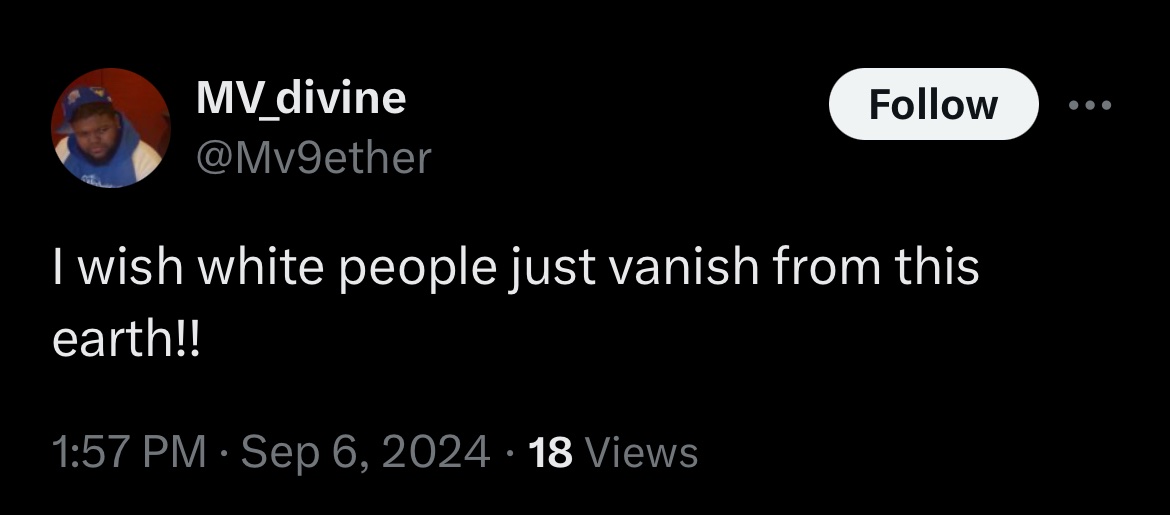 MV_divine
Follow
@Mv9ether
I wish white people just vanish from this
earth!!
1:57 PM · Sep 6, 2024 · 18 Views